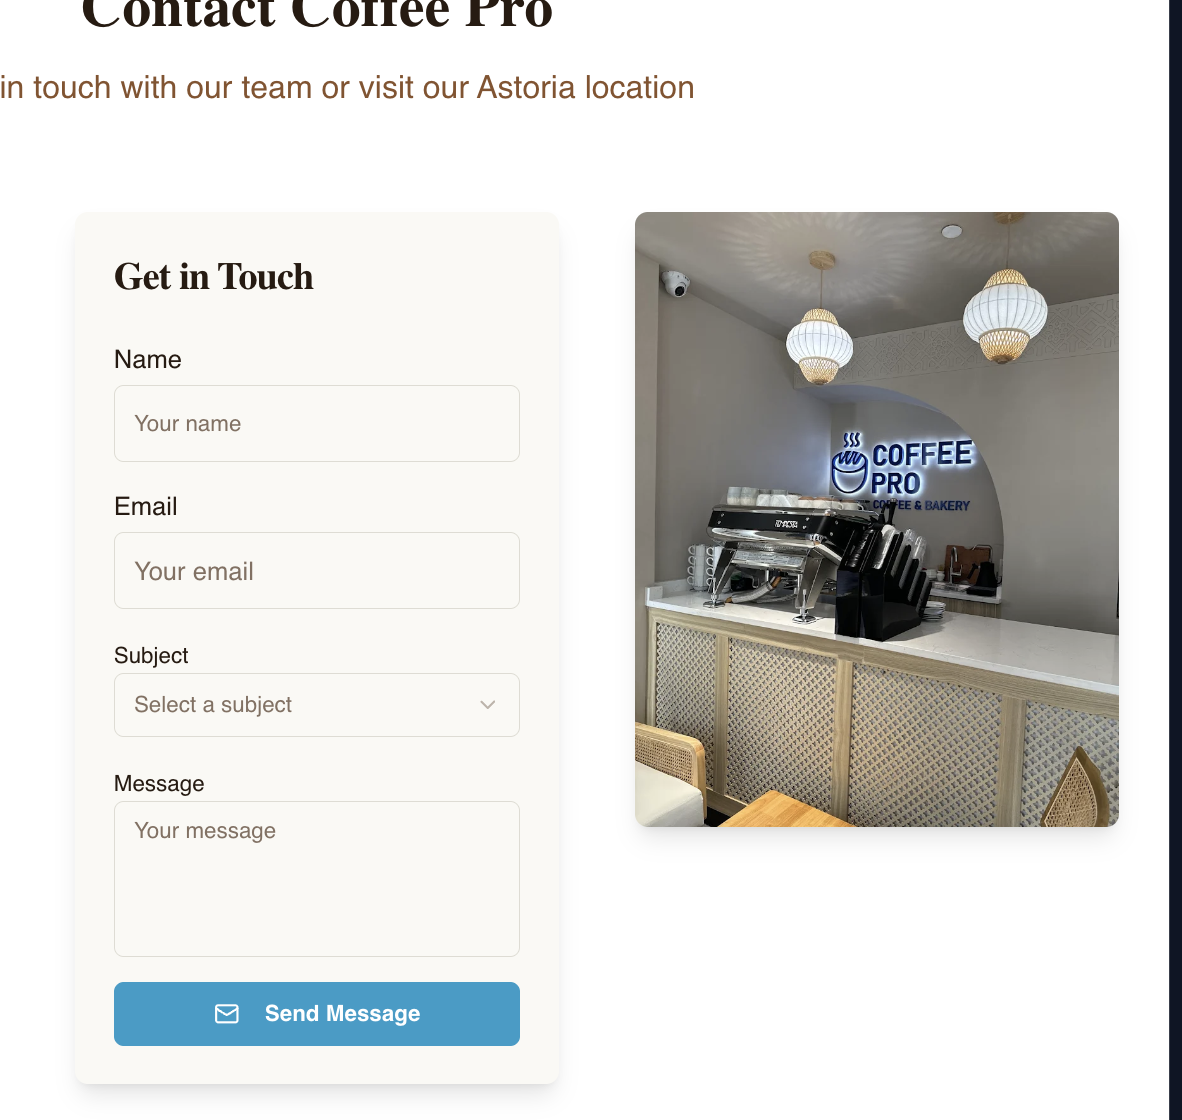 Contact Coffee Pro
in touch with our team or visit our Astoria location
Get in Touch
Name
Your name
Email
Your email
Subject
Select a subject
Message
Your message
Send Message
COFFEE
PRO
COFFEE & BAKERY